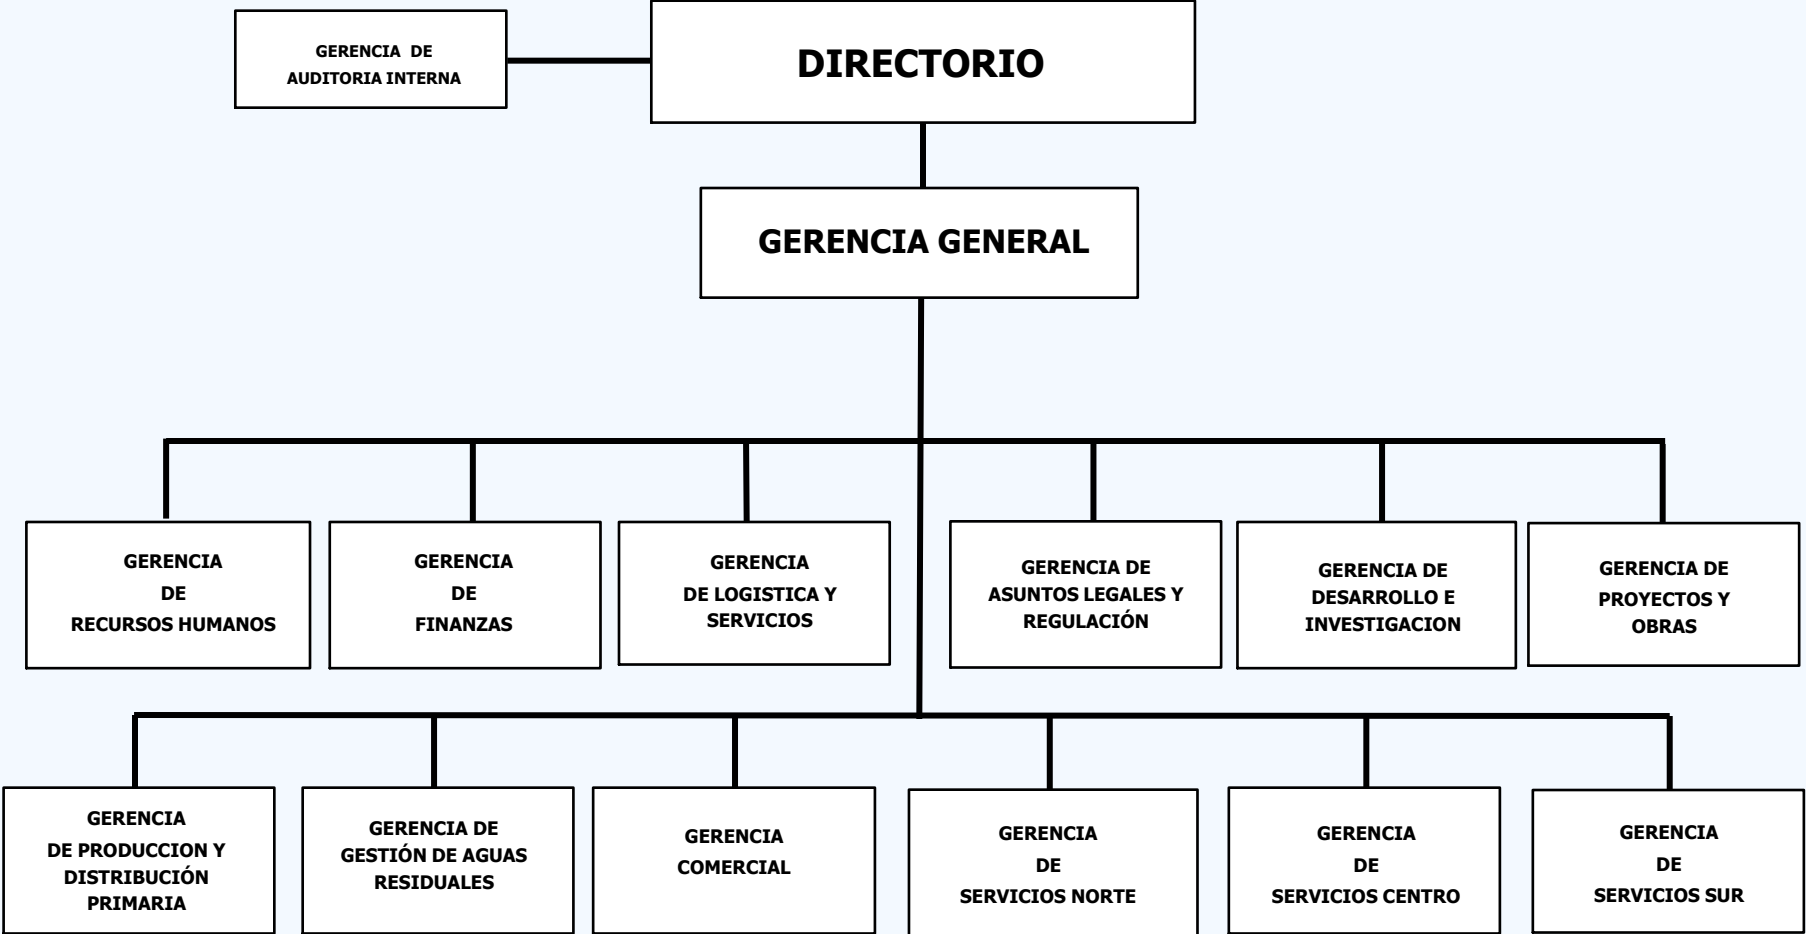 GERENCIA DE
AUDITORIA INTERNA
DIRECTORIO
GERENCIA GENERAL
GERENCIA
DE
RECURSOS HUMANOS
GERENCIA
DE
FINANZAS
GERENCIA
DE LOGISTICA Y
SERVICIOS
GERENCIA DE
ASUNTOS LEGALES Y
REGULACIÓN
GERENCIA DE
DESARROLLO E
INVESTIGACION
GERENCIA DE
PROYECTOS Y
OBRAS
GERENCIA
DE PRODUCCION Y
DISTRIBUCIÓN
PRIMARIA
GERENCIA DE
GESTIÓN DE AGUAS
RESIDUALES
GERENCIA
COMERCIAL
GERENCIA
DE
SERVICIOS NORTE
GERENCIA
DE
SERVICIOS CENTRO
GERENCIA
DE
SERVICIOS SUR